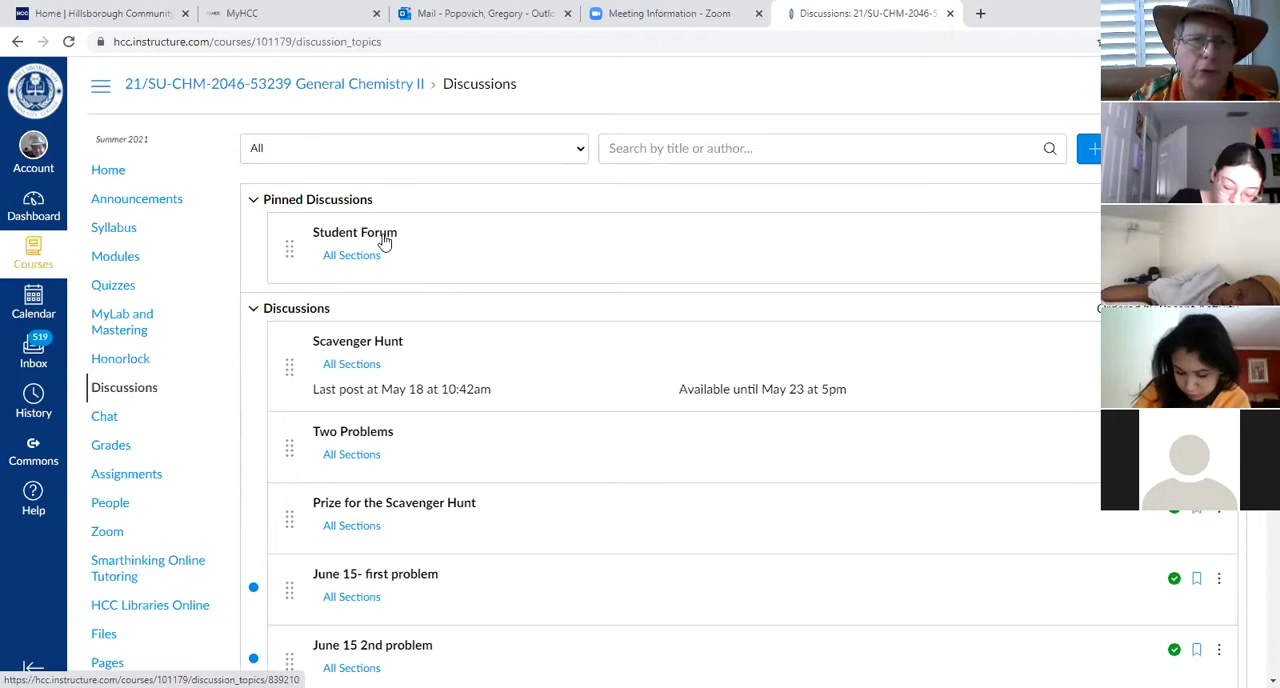 HCC Home | Hillsborough Community
HCC MyHCC
Mail - Popovich, Gregory - Outlo
Meeting Information - Zoom
Discussions: 21/SU-CHM-2046-5
hcc.instructure.com/courses/101179/discussion_topics
21/SU-CHM-2046-53239 General Chemistry II › Discussions
Account
Dashboard
Courses
Calendar
519
Inbox
History
Commons
Help
Summer 2021
Home
Announcements
Syllabus
Modules
Quizzes
MyLab and
Mastering
Honorlock
Discussions
Chat
Grades
Assignments
People
Zoom
Smarthinking Online
Tutoring
HCC Libraries Online
Files
Pages
All
Search by title or author...
Pinned Discussions
Student Forum
All Sections
Discussions
Scavenger Hunt
All Sections
Last post at May 18 at 10:42am Available until May 23 at 5pm
Two Problems
All Sections
Prize for the Scavenger Hunt
All Sections
June 15- first problem
All Sections
June 15 2nd problem
All Sections
https://hcc.instructure.com/courses/101179/discussion_topics/839210